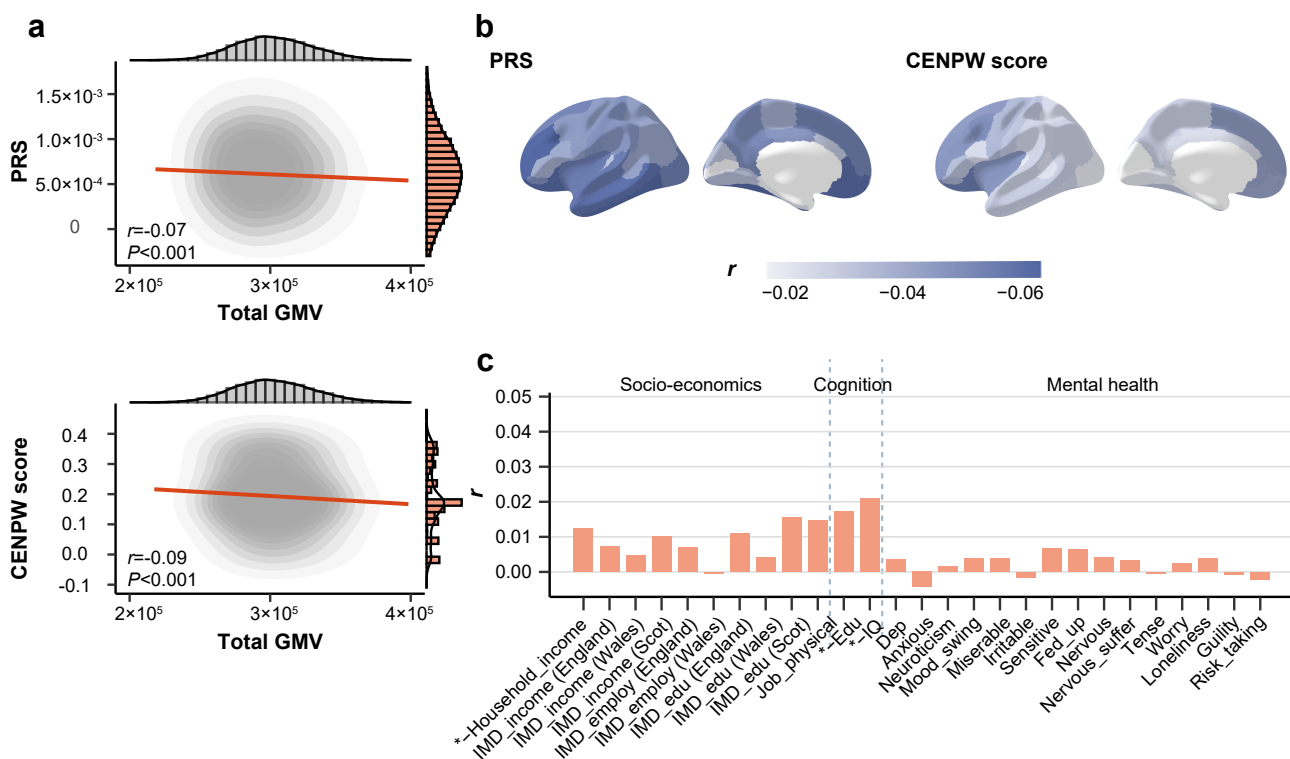 a
PRS
1.5×10⁻³
1.0×10⁻³
5.0×10⁻⁴
0
r=-0.07
P<0.001
2×10⁵
3×10⁵
4×10⁵
Total GMV
CENPW score
0.4
0.3
0.2
0.1
0.0
-0.1
r=-0.09
P<0.001
2×10⁵
3×10⁵
4×10⁵
Total GMV
b
PRS
CENPW score
r
−0.02
−0.04
−0.06
c
Socio-economics
Cognition
Mental health
r
0.05
0.04
0.03
0.02
0.01
0.00
*−Household_income
IMD_income (England)
IMD_income (Wales)
IMD_income (Scot)
IMD_employ (England)
IMD_employ (Wales)
IMD_edu (England)
IMD_edu (Wales)
IMD_edu (Scot)
Job_physical
*−Edu
*−IQ
Dep
Anxious
Neuroticism
Mood_swing
Miserable
Irritable
Sensitive
Fed_up
Nervous
Nervous_suffer
Tense
Worry
Loneliness
Guility
Risk_taking